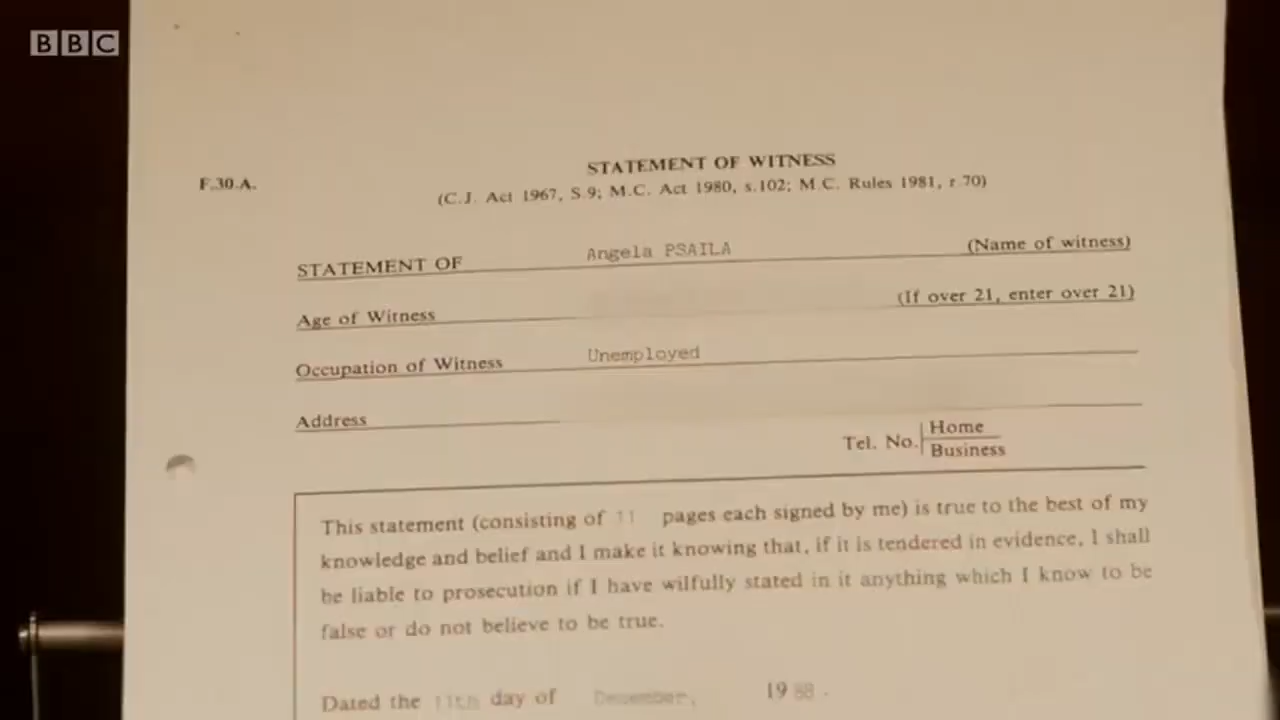 BBC
STATEMENT OF WITNESS
F.30.A.
(C.J. Act 1967, S.9; M.C. Act 1980, s.102; M.C. Rules 1981, r.70)
STATEMENT OF Angela PSAILA (Name of witness)
Age of Witness (If over 21, enter over 21)
Occupation of Witness Unemployed
Address
Tel. No. Home
Business
This statement (consisting of 11 pages each signed by me) is true to the best of my
knowledge and belief and I make it knowing that, if it is tendered in evidence, I shall
be liable to prosecution if I have wilfully stated in it anything which I know to be
false or do not believe to be true.
Dated the 11th day of December, 19 88.